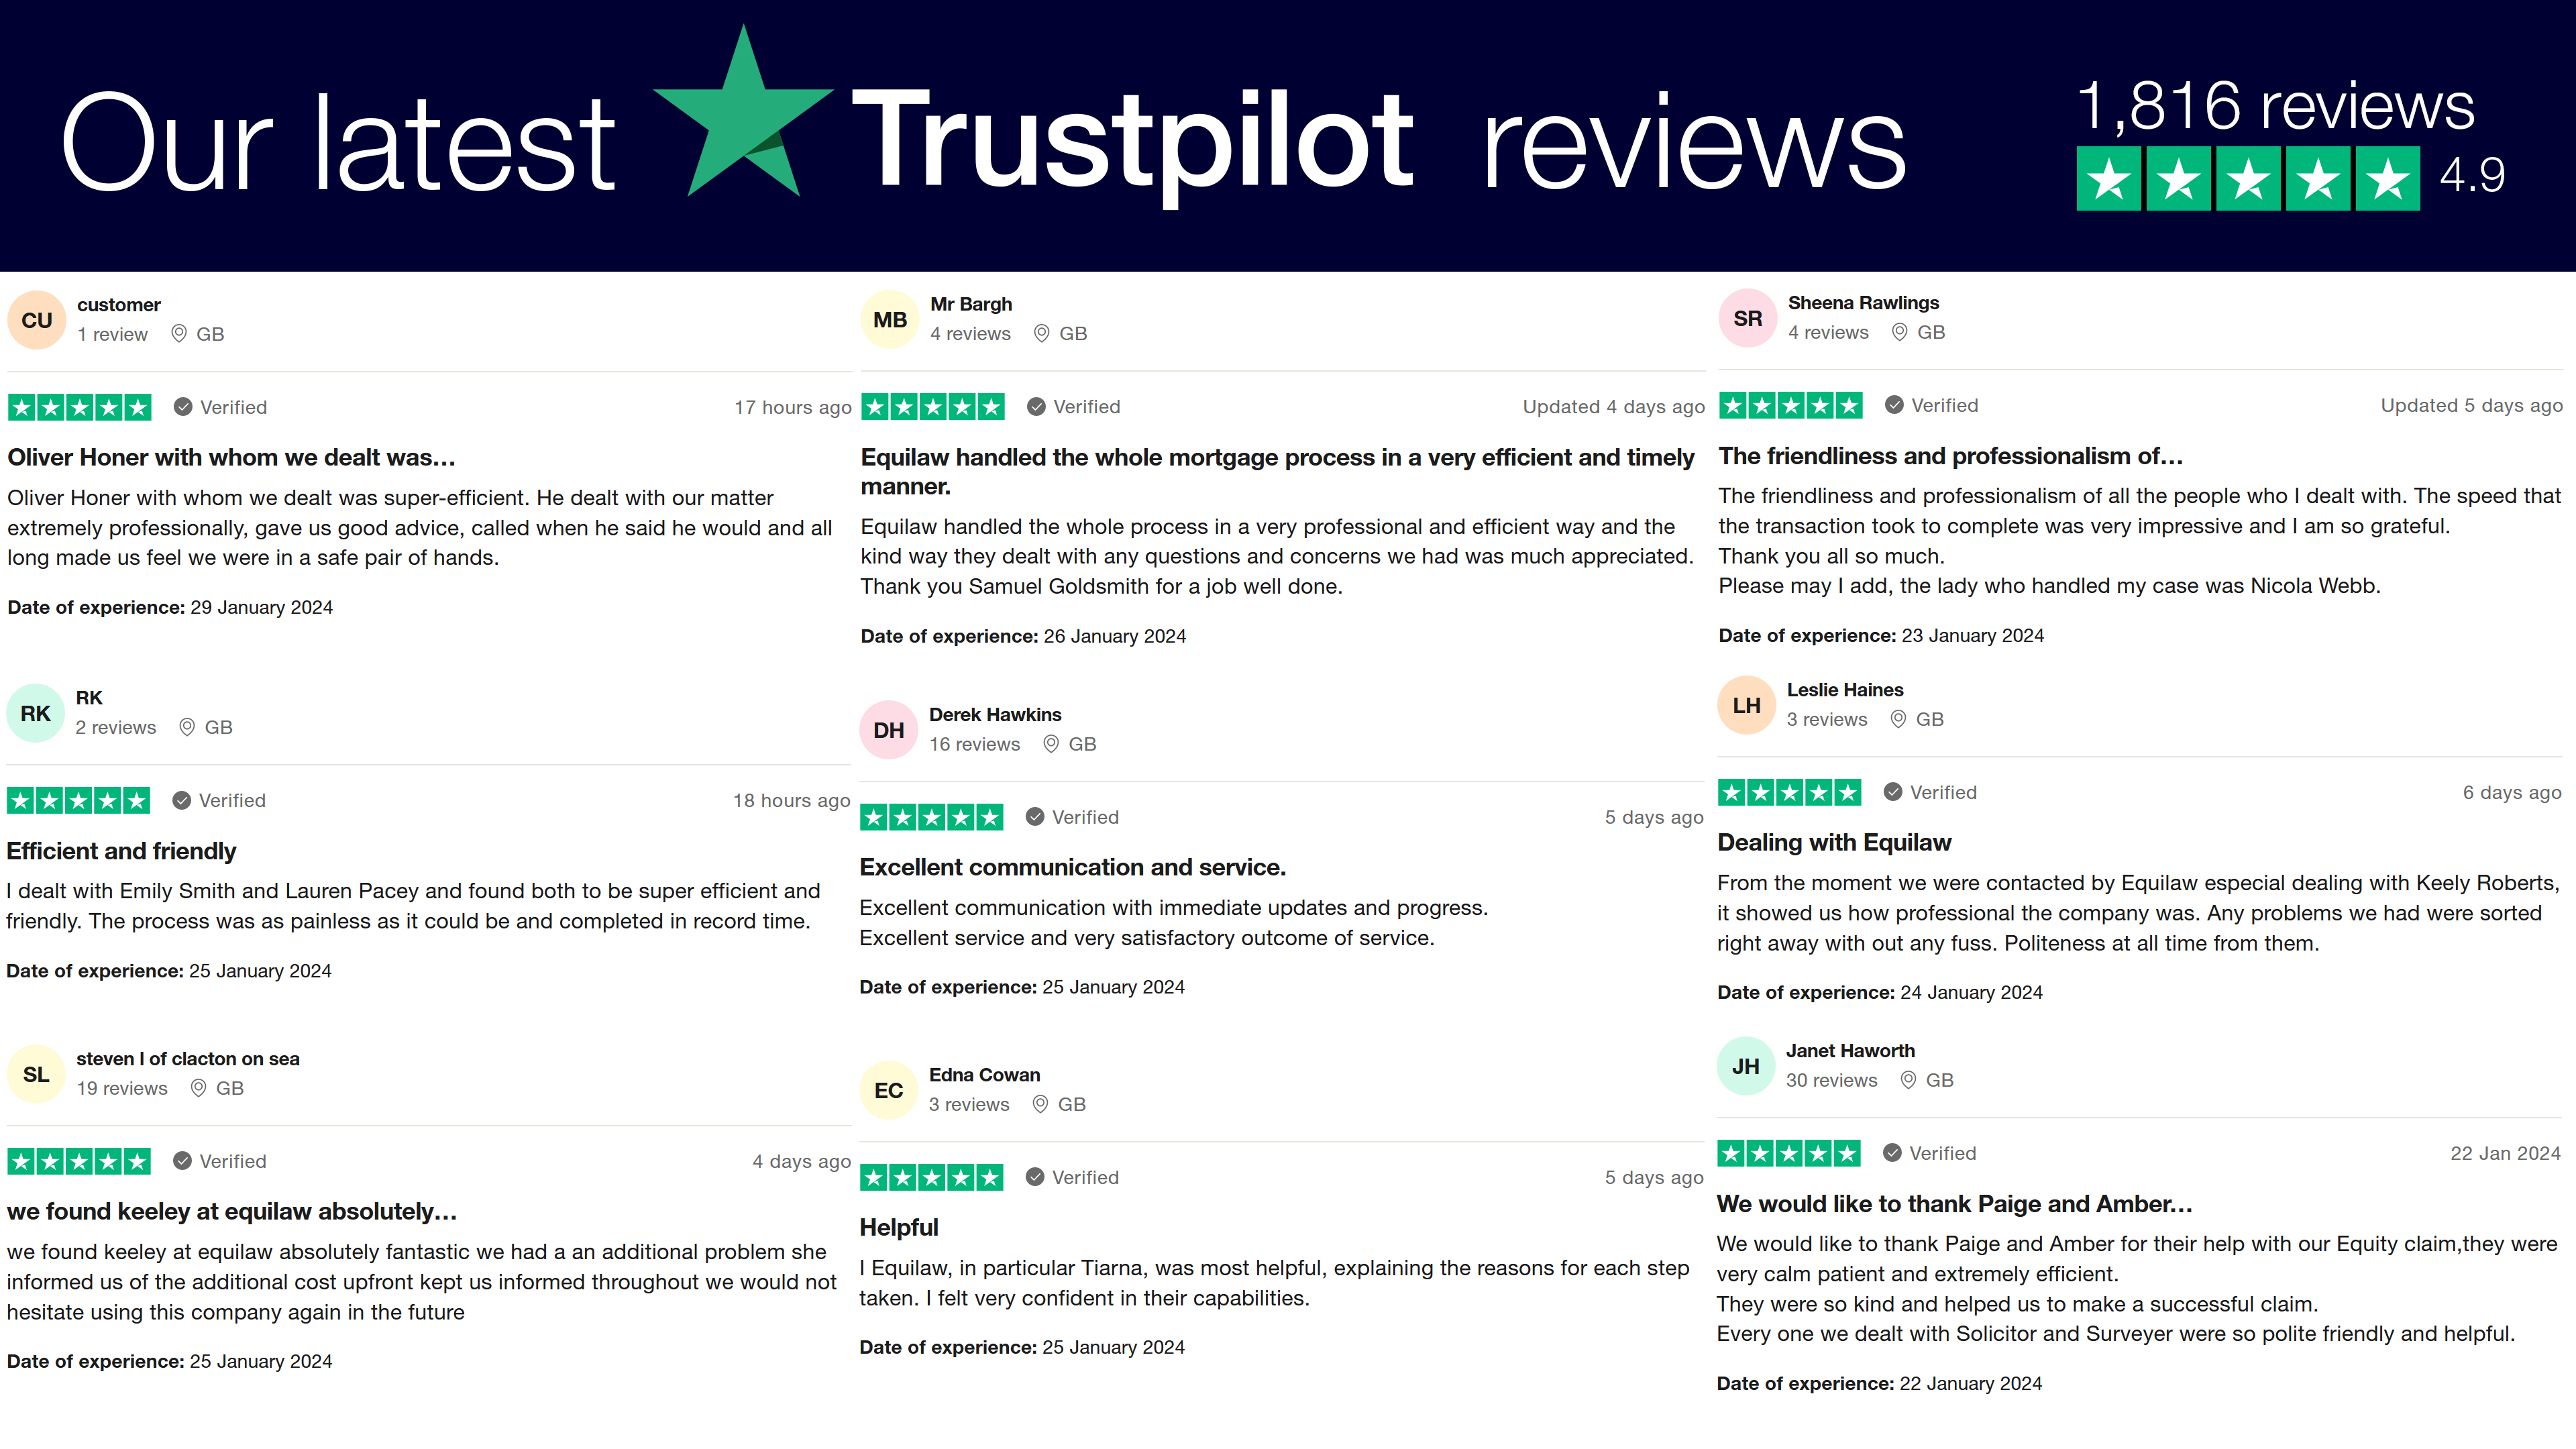 Our latest Trustpilot reviews
1,816 reviews
4.9
CU
customer
1 review GB
Verified 17 hours ago
Oliver Honer with whom we dealt was...
Oliver Honer with whom we dealt was super-efficient. He dealt with our matter
extremely professionally, gave us good advice, called when he said he would and all
long made us feel we were in a safe pair of hands.
Date of experience: 29 January 2024
RK
RK
2 reviews GB
Verified 18 hours ago
Efficient and friendly
I dealt with Emily Smith and Lauren Pacey and found both to be super efficient and
friendly. The process was as painless as it could be and completed in record time.
Date of experience: 25 January 2024
SL
steven l of clacton on sea
19 reviews GB
Verified 4 days ago
we found keeley at equilaw absolutely...
we found keeley at equilaw absolutely fantastic we had a an additional problem she
informed us of the additional cost upfront kept us informed throughout we would not
hesitate using this company again in the future
Date of experience: 25 January 2024
MB
Mr Bargh
4 reviews GB
Verified Updated 4 days ago
Equilaw handled the whole mortgage process in a very efficient and timely
manner.
Equilaw handled the whole process in a very professional and efficient way and the
kind way they dealt with any questions and concerns we had was much appreciated.
Thank you Samuel Goldsmith for a job well done.
Date of experience: 26 January 2024
DH
Derek Hawkins
16 reviews GB
Verified 5 days ago
Excellent communication and service.
Excellent communication with immediate updates and progress.
Excellent service and very satisfactory outcome of service.
Date of experience: 25 January 2024
EC
Edna Cowan
3 reviews GB
Verified 5 days ago
Helpful
I Equilaw, in particular Tiarna, was most helpful, explaining the reasons for each step
taken. I felt very confident in their capabilities.
Date of experience: 25 January 2024
SR
Sheena Rawlings
4 reviews GB
Verified Updated 5 days ago
The friendliness and professionalism of...
The friendliness and professionalism of all the people who I dealt with. The speed that
the transaction took to complete was very impressive and I am so grateful.
Thank you all so much.
Please may I add, the lady who handled my case was Nicola Webb.
Date of experience: 23 January 2024
LH
Leslie Haines
3 reviews GB
Verified 6 days ago
Dealing with Equilaw
From the moment we were contacted by Equilaw especial dealing with Keely Roberts,
it showed us how professional the company was. Any problems we had were sorted
right away with out any fuss. Politeness at all time from them.
Date of experience: 24 January 2024
JH
Janet Haworth
30 reviews GB
Verified 22 Jan 2024
We would like to thank Paige and Amber...
We would like to thank Paige and Amber for their help with our Equity claim,they were
very calm patient and extremely efficient.
They were so kind and helped us to make a successful claim.
Every one we dealt with Solicitor and Surveyer were so polite friendly and helpful.
Date of experience: 22 January 2024